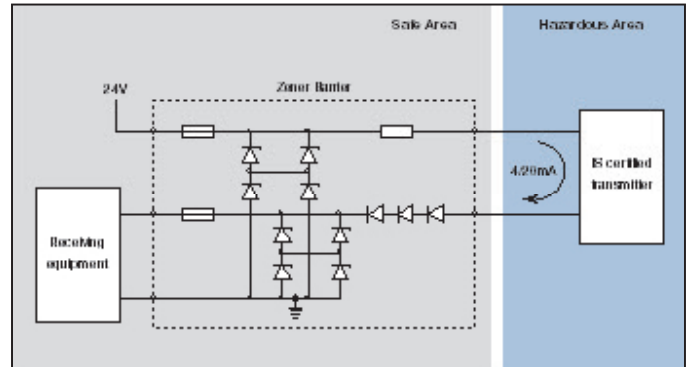 Safe Area
Hazardous Area
24V
Zener Barrier
4/20mA
IS certified
transmitter
Receiving
equipment